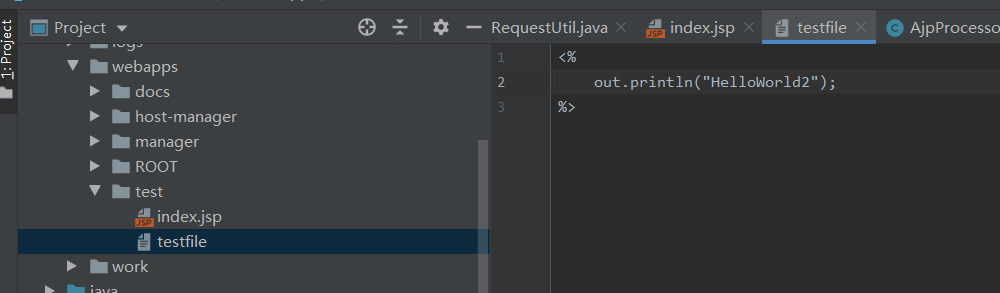 1: Project
Project
logs
webapps
docs
host-manager
manager
ROOT
test
JSP index.jsp
testfile
work
java
RequestUtil.java
JSP index.jsp
testfile
C AjpProcesso
1 <%
2 out.println("HelloWorld2");
3 %>